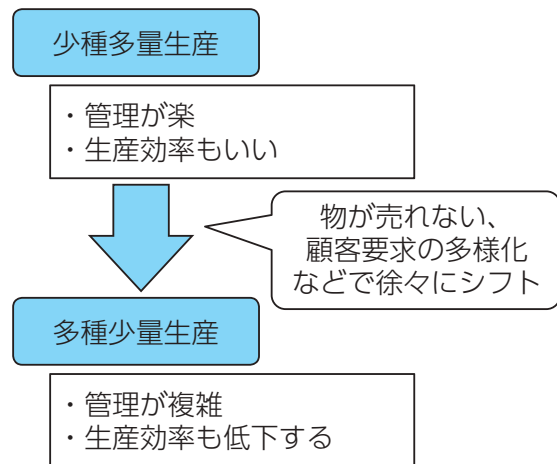 少種多量生産
・管理が楽
・生産効率もいい
物が売れない、
顧客要求の多様化
などで徐々にシフト
多種少量生産
・管理が複雑
・生産効率も低下する